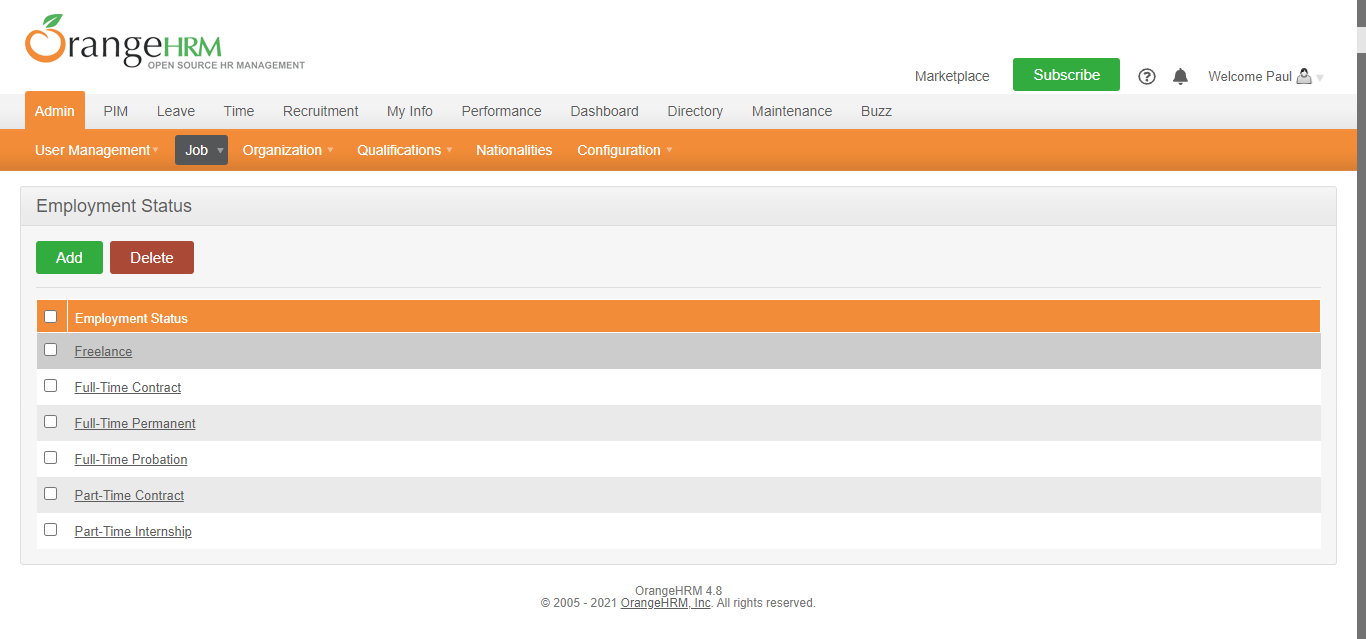 OrangeHRM
OPEN SOURCE HR MANAGEMENT
Marketplace Subscribe Welcome Paul
Admin PIM Leave Time Recruitment My Info Performance Dashboard Directory Maintenance Buzz
User Management Job Organization Qualifications Nationalities Configuration
Employment Status
Add Delete
Employment Status
Freelance
Full-Time Contract
Full-Time Permanent
Full-Time Probation
Part-Time Contract
Part-Time Internship
OrangeHRM 4.8
© 2005 - 2021 OrangeHRM, Inc. All rights reserved.